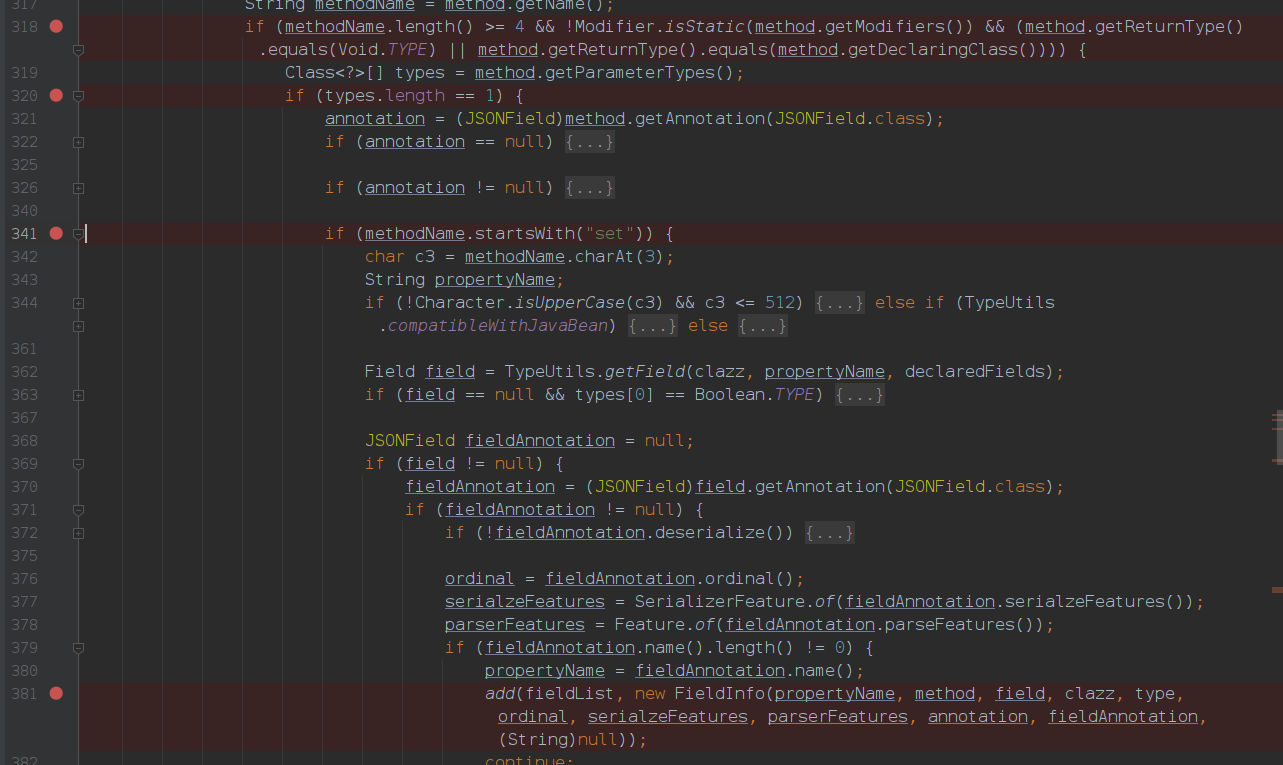 317 String methodName = method.getName();
318 if (methodName.length() >= 4 && !Modifier.isStatic(method.getModifiers()) && (method.getReturnType()
.equals(Void.TYPE) || method.getReturnType().equals(method.getDeclaringClass()))) {
319 Class<?>[] types = method.getParameterTypes();
320 if (types.length == 1) {
321 annotation = (JSONField)method.getAnnotation(JSONField.class);
322 if (annotation == null) {...}
325
326 if (annotation != null) {...}
340
341 if (methodName.startsWith("set")) {
342 char c3 = methodName.charAt(3);
343 String propertyName;
344 if (!Character.isUpperCase(c3) && c3 <= 512) {...} else if (TypeUtils
.compatibleWithJavaBean) {...} else {...}
361
362 Field field = TypeUtils.getField(clazz, propertyName, declaredFields);
363 if (field == null && types[0] == Boolean.TYPE) {...}
367
368 JSONField fieldAnnotation = null;
369 if (field != null) {
370 fieldAnnotation = (JSONField)field.getAnnotation(JSONField.class);
371 if (fieldAnnotation != null) {
372 if (!fieldAnnotation.deserialize()) {...}
375
376 ordinal = fieldAnnotation.ordinal();
377 serialzeFeatures = SerializerFeature.of(fieldAnnotation.serialzeFeatures());
378 parserFeatures = Feature.of(fieldAnnotation.parseFeatures());
379 if (fieldAnnotation.name().length() != 0) {
380 propertyName = fieldAnnotation.name();
381 add(fieldList, new FieldInfo(propertyName, method, field, clazz, type,
ordinal, serialzeFeatures, parserFeatures, annotation, fieldAnnotation,
(String)null));
382 continue;